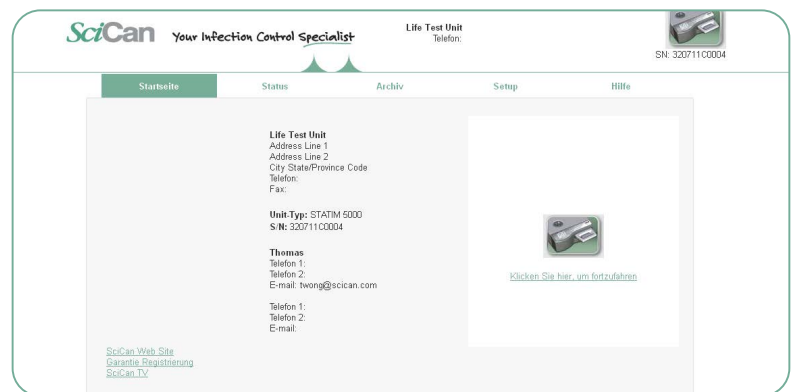 SciCan Your Infection Control Specialist
Life Test Unit
Telefon:
SN: 320711C0004
Startseite Status Archiv Setup Hilfe
Life Test Unit
Address Line 1
Address Line 2
City State/Province Code
Telefon:
Fax:
Unit-Typ: STATIM 5000
S/N: 320711C0004
Thomas
Telefon 1:
Telefon 2:
E-mail: twong@scican.com
Telefon 1:
Telefon 2:
E-mail:
Klicken Sie hier, um fortzufahren
SciCan Web Site
Garantie Registrierung
SciCan TV